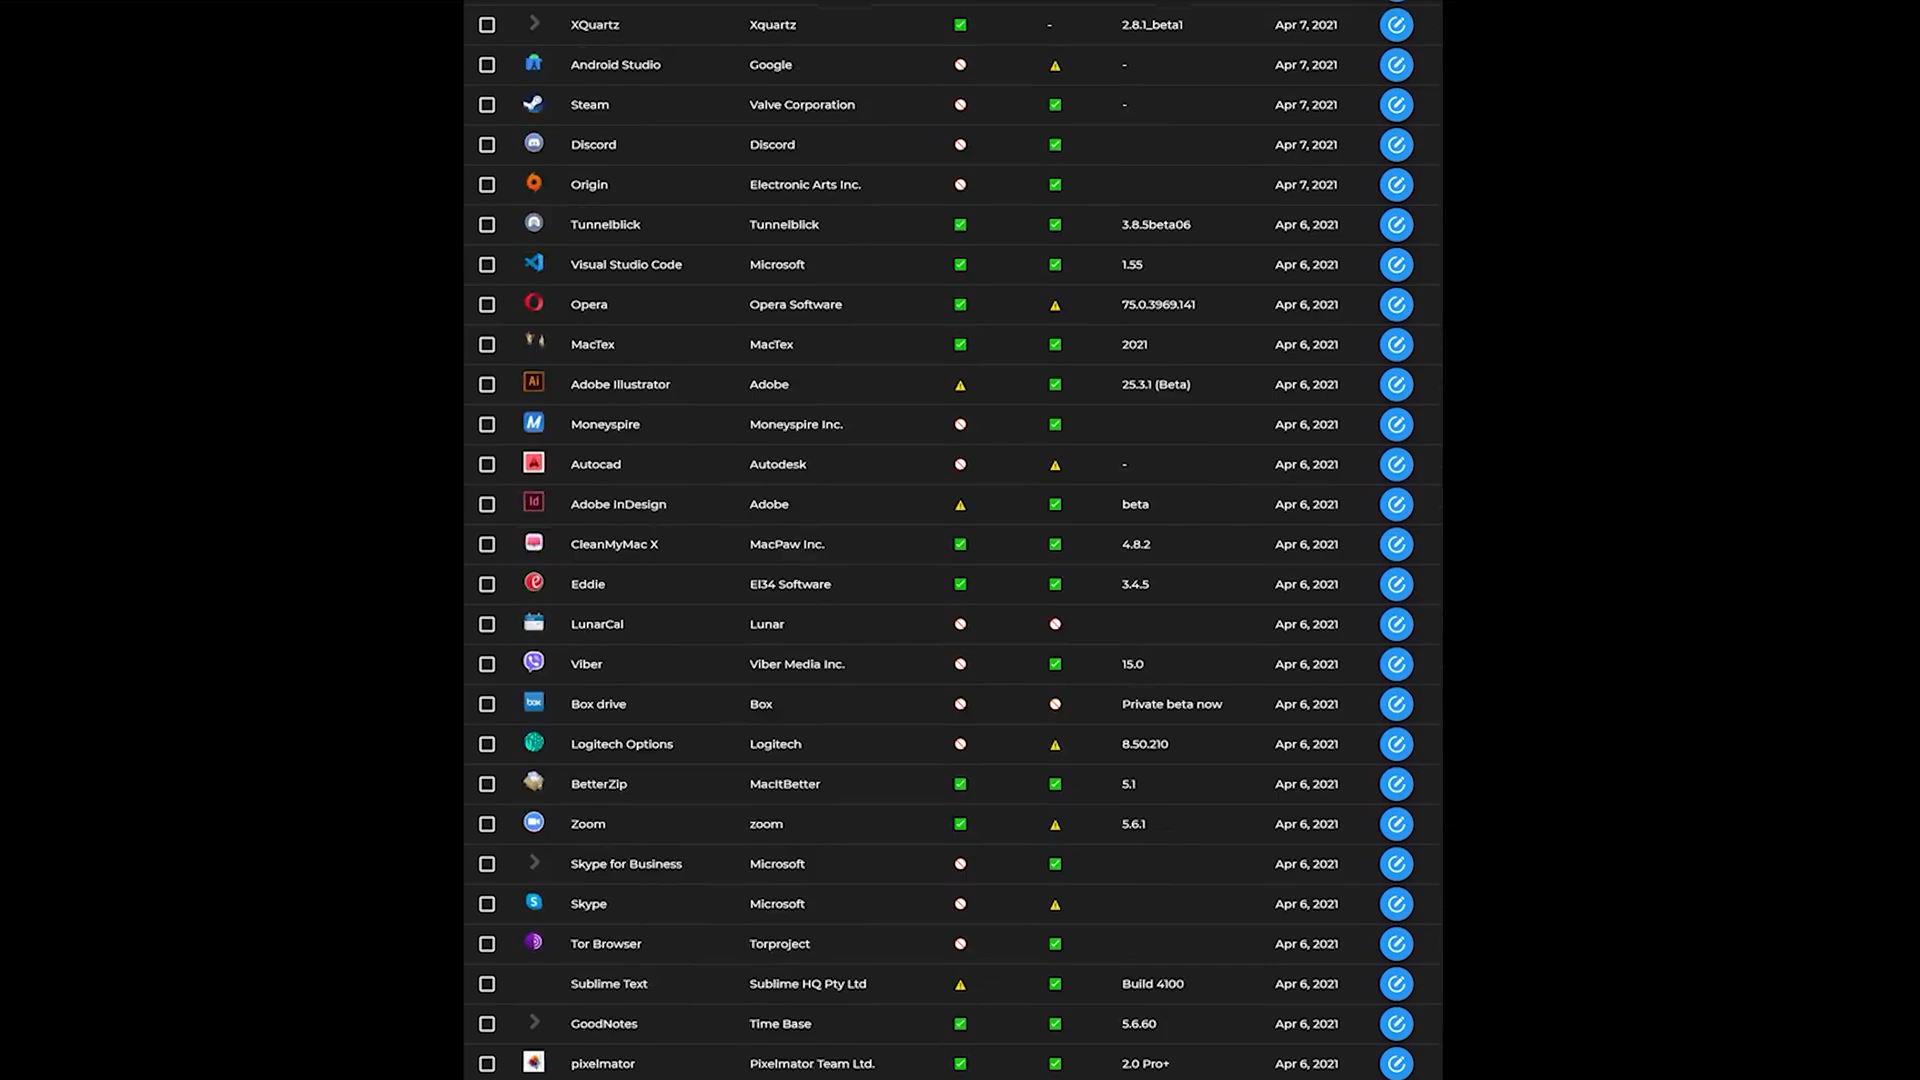 XQuartz Xquartz - 2.8.1_beta1 Apr 7, 2021
Android Studio Google - Apr 7, 2021
Steam Valve Corporation - Apr 7, 2021
Discord Discord Apr 7, 2021
Origin Electronic Arts Inc. Apr 7, 2021
Tunnelblick Tunnelblick 3.8.5beta06 Apr 6, 2021
Visual Studio Code Microsoft 1.55 Apr 6, 2021
Opera Opera Software 75.0.3969.141 Apr 6, 2021
MacTex MacTex 2021 Apr 6, 2021
Ai Adobe Illustrator Adobe 25.3.1 (Beta) Apr 6, 2021
M Moneyspire Moneyspire Inc. Apr 6, 2021
Autocad Autodesk - Apr 6, 2021
Id Adobe InDesign Adobe beta Apr 6, 2021
CleanMyMac X MacPaw Inc. 4.8.2 Apr 6, 2021
e Eddie El34 Software 3.4.5 Apr 6, 2021
LunarCal Lunar Apr 6, 2021
Viber Viber Media Inc. 15.0 Apr 6, 2021
box Box drive Box Private beta now Apr 6, 2021
Logitech Options Logitech 8.50.210 Apr 6, 2021
BetterZip MacItBetter 5.1 Apr 6, 2021
Zoom zoom 5.6.1 Apr 6, 2021
Skype for Business Microsoft Apr 6, 2021
S Skype Microsoft Apr 6, 2021
Tor Browser Torproject Apr 6, 2021
Sublime Text Sublime HQ Pty Ltd Build 4100 Apr 6, 2021
GoodNotes Time Base 5.6.60 Apr 6, 2021
pixelmator Pixelmator Team Ltd. 2.0 Pro+ Apr 6, 2021